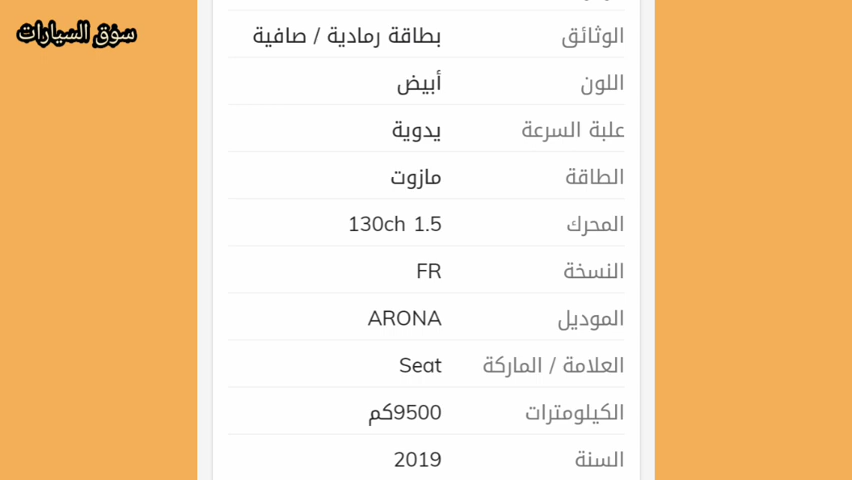 سوق السيارات
الوثائق بطاقة رمادية / صافية
اللون أبيض
علبة السرعة يدوية
الطاقة مازوت
المحرك 1.5 130ch
النسخة FR
الموديل ARONA
العلامة / الماركة Seat
الكيلومترات 9500كم
السنة 2019